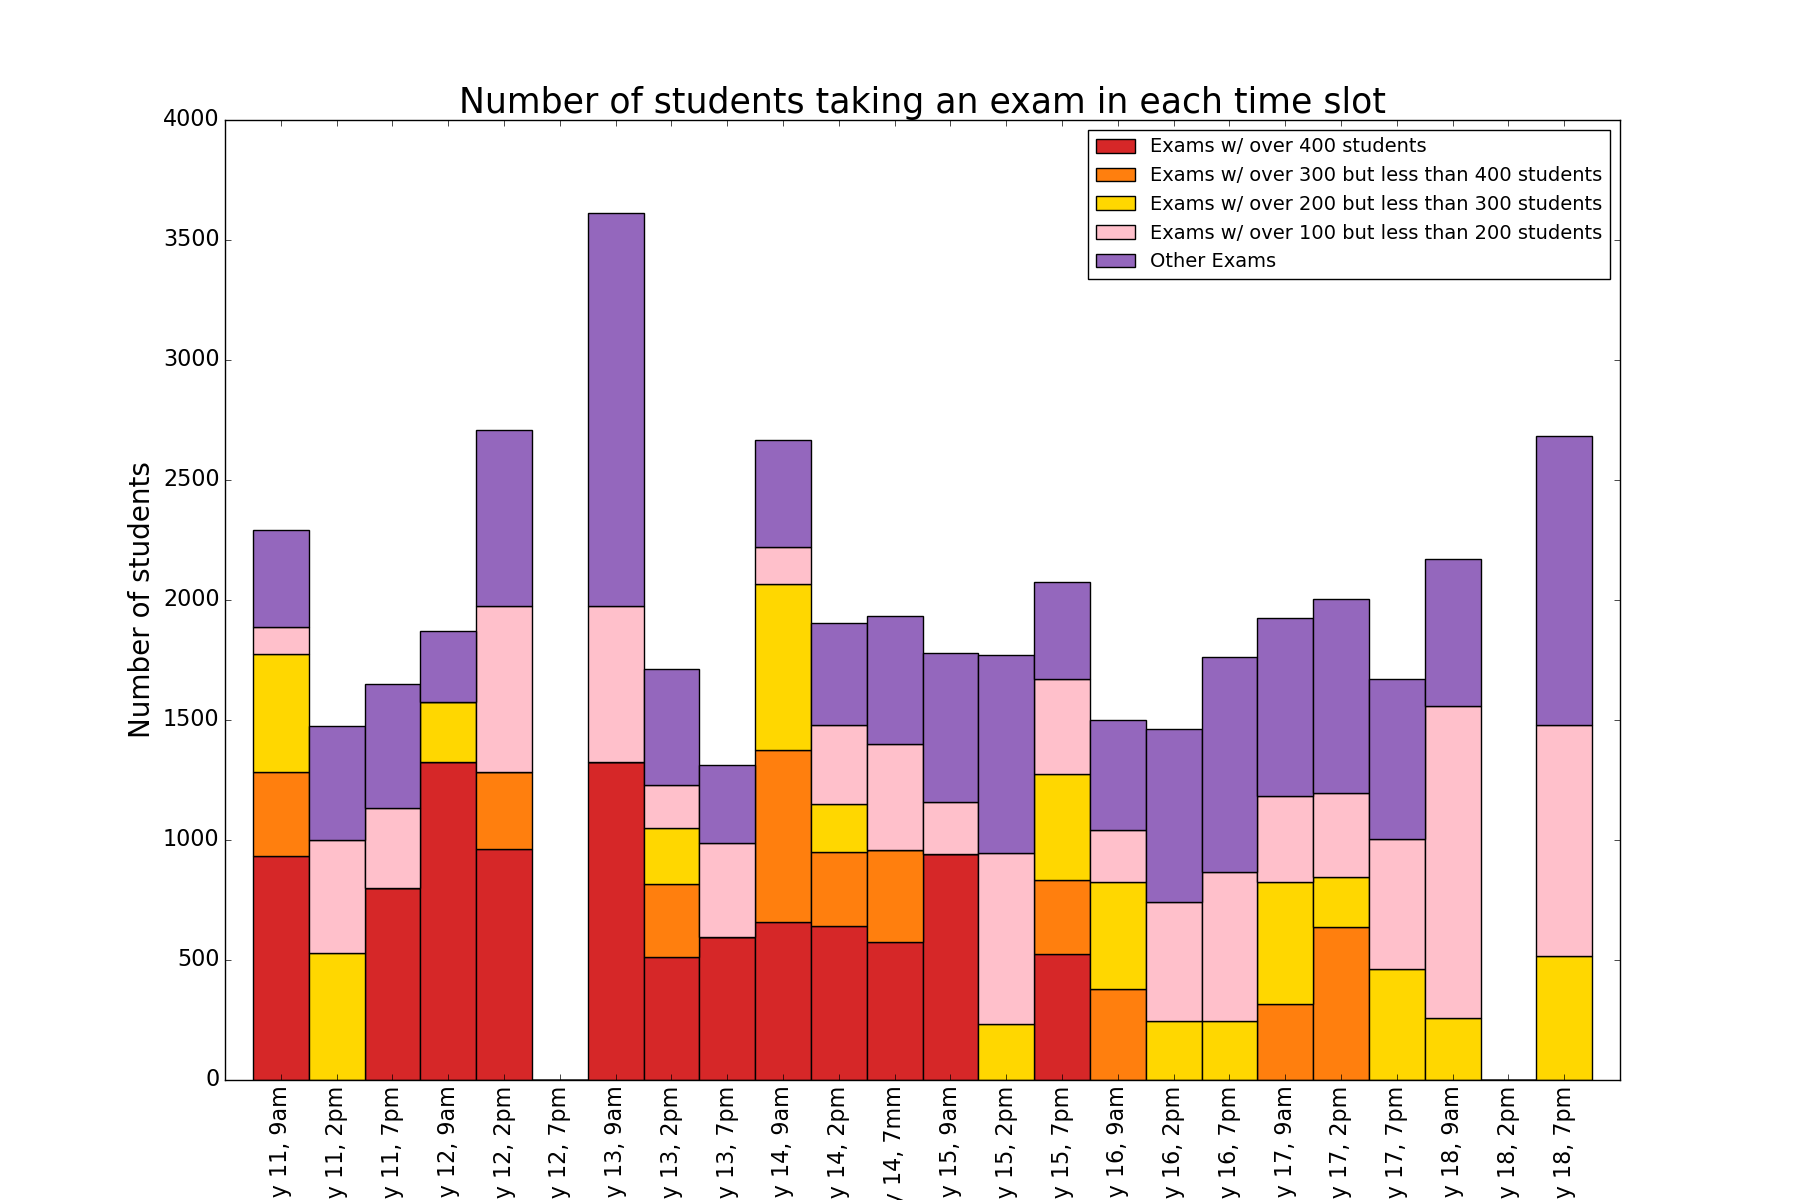 Number of students taking an exam in each time slot
Number of students
4000
3500
3000
2500
2000
1500
1000
500
0
Exams w/ over 400 students
Exams w/ over 300 but less than 400 students
Exams w/ over 200 but less than 300 students
Exams w/ over 100 but less than 200 students
Other Exams
y 11, 9am
y 11, 2pm
y 11, 7pm
y 12, 9am
y 12, 2pm
y 12, 7pm
y 13, 9am
y 13, 2pm
y 13, 7pm
y 14, 9am
y 14, 2pm
y 14, 7mm
y 15, 9am
y 15, 2pm
y 15, 7pm
y 16, 9am
y 16, 2pm
y 16, 7pm
y 17, 9am
y 17, 2pm
y 17, 7pm
y 18, 9am
y 18, 2pm
y 18, 7pm